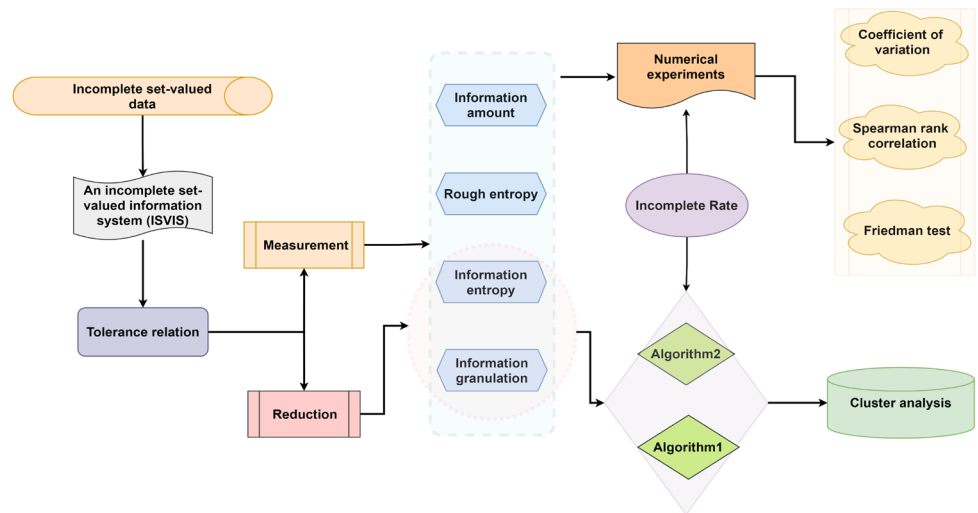 Incomplete set-valued
data
An incomplete set-
valued information
system (ISVIS)
Tolerance relation
Measurement
Reduction
Information
amount
Rough entropy
Information
entropy
Information
granulation
Numerical
experiments
Incomplete Rate
Algorithm2
Algorithm1
Coefficient of
variation
Spearman rank
correlation
Friedman test
Cluster analysis